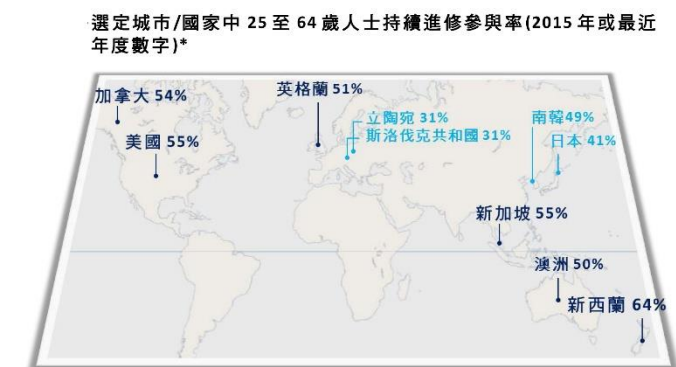 選定城市/國家中 25 至 64 歲人士持續進修參與率(2015 年或最近
年度數字)*
加拿大 54%
英格蘭 51%
立陶宛 31%
南韓49%
美國 55%
斯洛伐克共和國 31%
日本 41%
新加坡 55%
澳洲 50%
新西蘭 64%